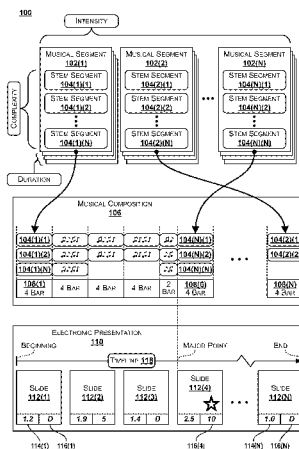 100
INTENSITY
MUSICAL SEGMENT MUSICAL SEGMENT MUSICAL SEGMENT
102(1) 102(2) 102(N)
STEM SEGMENT STEM SEGMENT STEM SEGMENT
104(1)(1) 104(2)(1) 104(N)(1)
COMPLEXITY
STEM SEGMENT STEM SEGMENT STEM SEGMENT
104(1)(2) 104(2)(2) 104(N)(2)
STEM SEGMENT STEM SEGMENT STEM SEGMENT
104(1)(N) 104(2)(N) 104(N)(N)
DURATION
MUSICAL COMPOSITION
106
104(1)(1) 104(N)(1) 104(2)(1)
104(1)(2) 104(N)(2) 104(2)(2)
104(1)(N) 104(N)(N)
108(1) 2 108(6) 108(N)
4 BAR 4 BAR 4 BAR 4 BAR BAR 4 BAR 4 BAR
ELECTRONIC PRESENTATION
110
BEGINNING MAJOR POINT END
TIMELINE 118
SLIDE SLIDE SLIDE SLIDE SLIDE
112(1) 112(2) 112(3) 112(4) 112(N)
1.2 D 1.9 5 1.4 D 2.5 10 1.0 D
114(1) 116(1) 116(4) 114(N) 116(N)